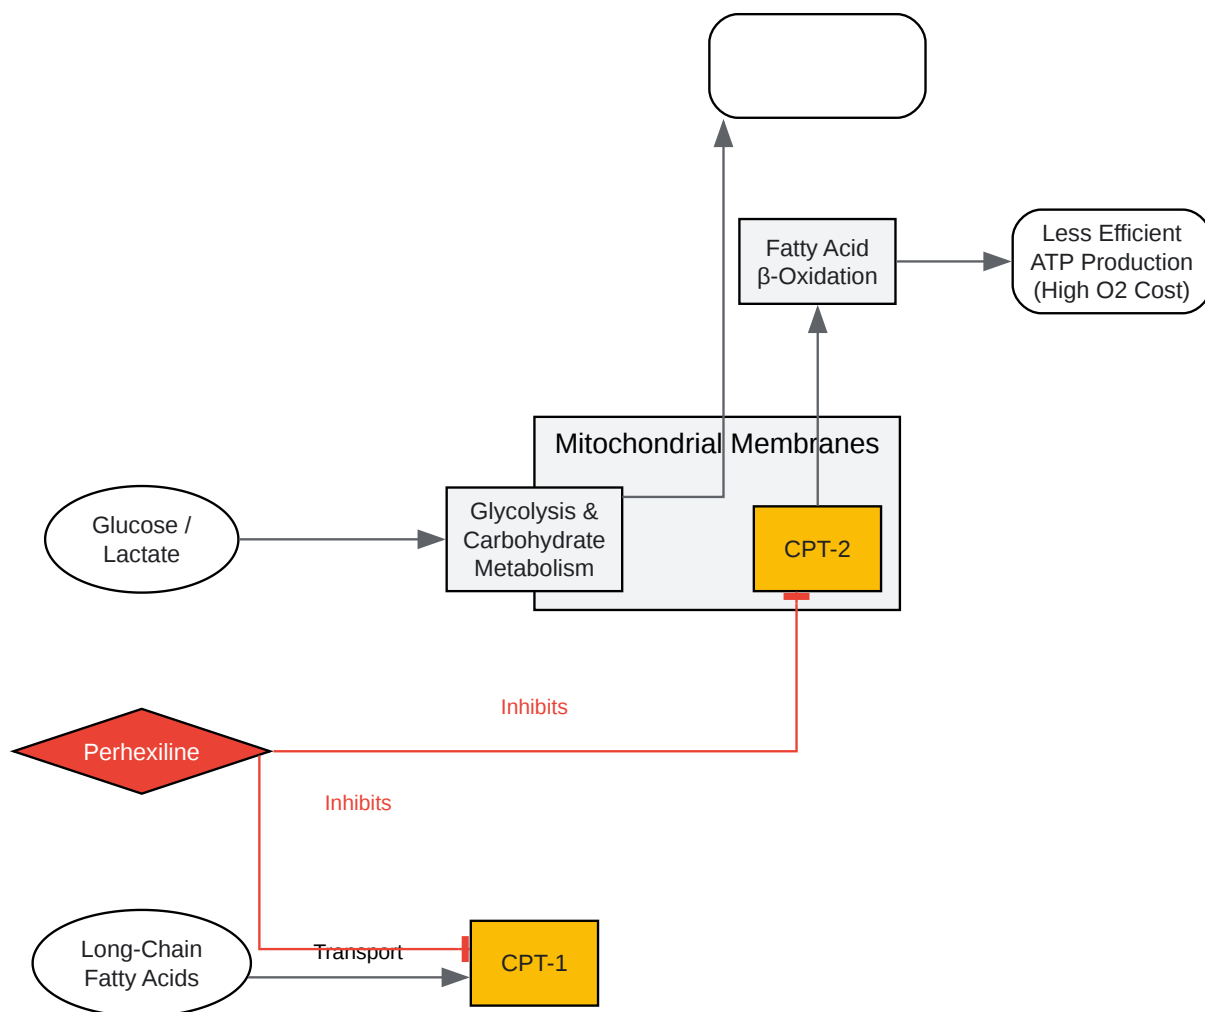 Fatty Acid
β-Oxidation
Less Efficient
ATP Production
(High O2 Cost)
Mitochondrial Membranes
Glucose /
Lactate
Glycolysis &
Carbohydrate
Metabolism
CPT-2
Inhibits
Perhexiline
Inhibits
Long-Chain
Fatty Acids
Transport
CPT-1